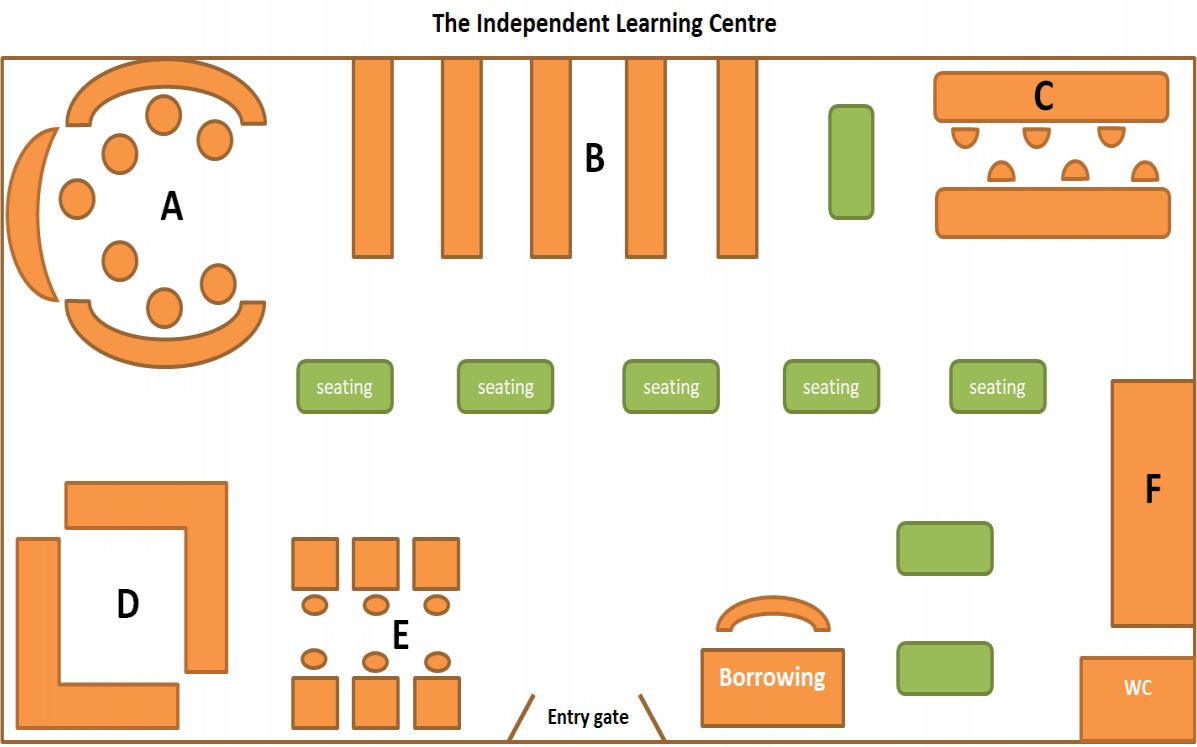 The Independent Learning Centre
C
B
A
seating
seating
seating
seating
seating
F
D
E
Borrowing
WC
Entry gate